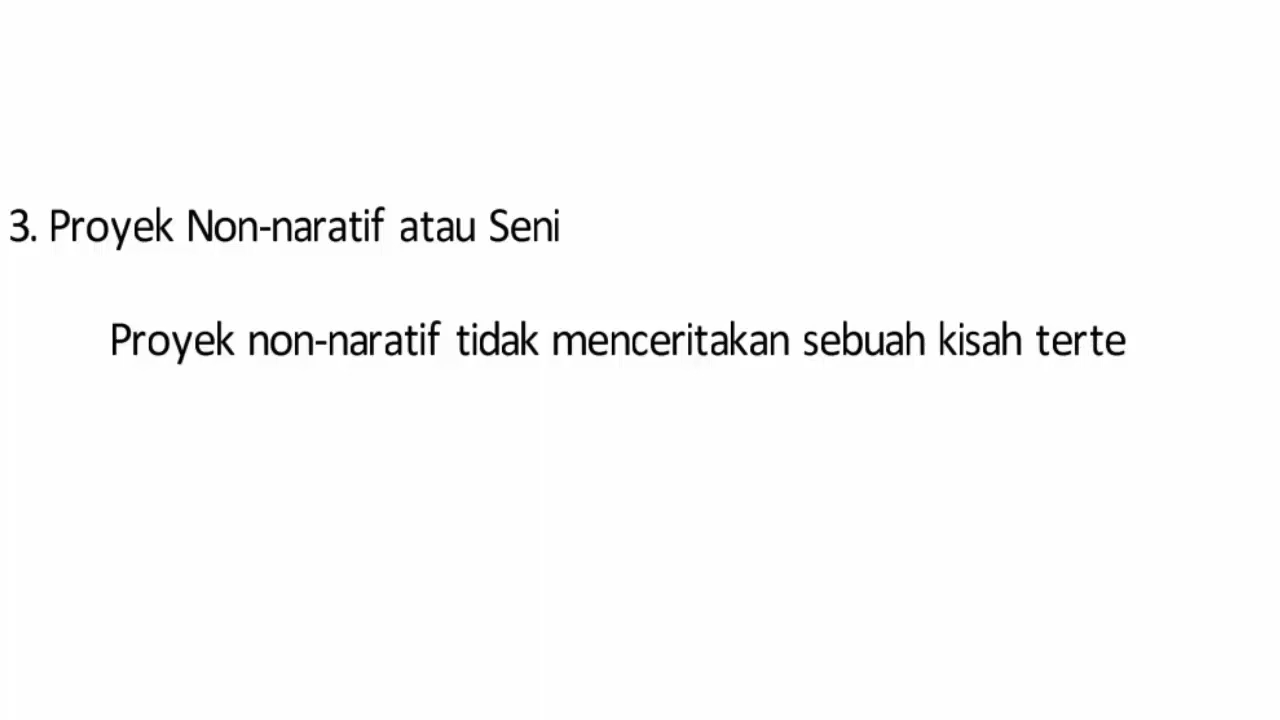 3. Proyek Non-naratif atau Seni
Proyek non-naratif tidak menceritakan sebuah kisah terte